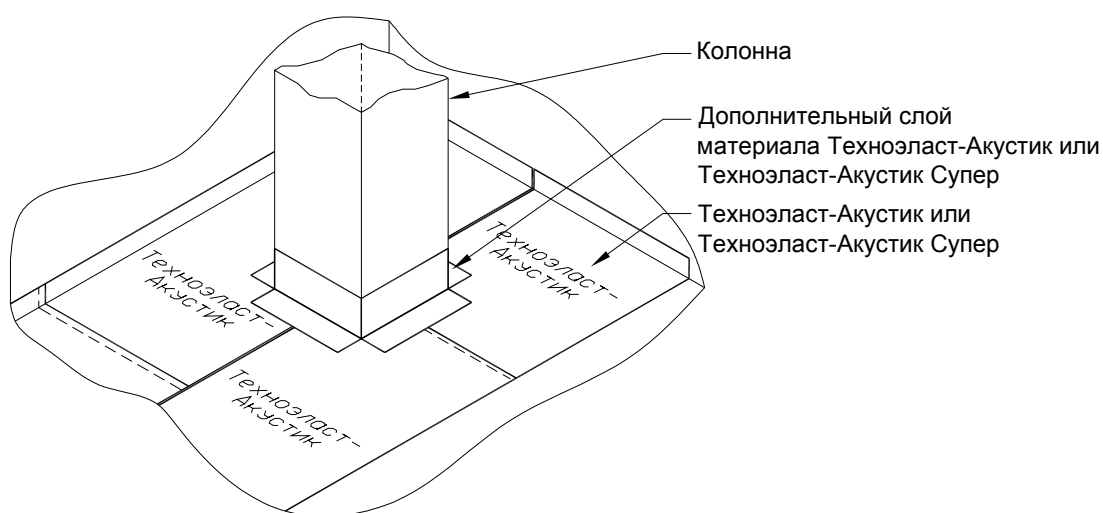 Колонна
Дополнительный слой
материала Техноэласт-Акустик или
Техноэласт-Акустик Супер
Техноэласт-Акустик или
Техноэласт-Акустик Супер
Техноэласт-
Акустик
Техноэласт-
Акустик
Техноэласт-
Акустик